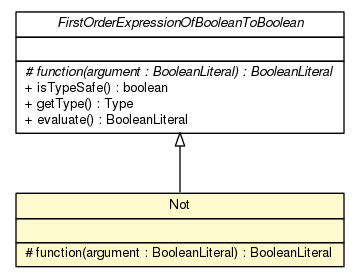 FirstOrderExpressionOfBooleanToBoolean
# function(argument : BooleanLiteral) : BooleanLiteral
+ isTypeSafe() : boolean
+ getType() : Type
+ evaluate() : BooleanLiteral
Not
# function(argument : BooleanLiteral) : BooleanLiteral